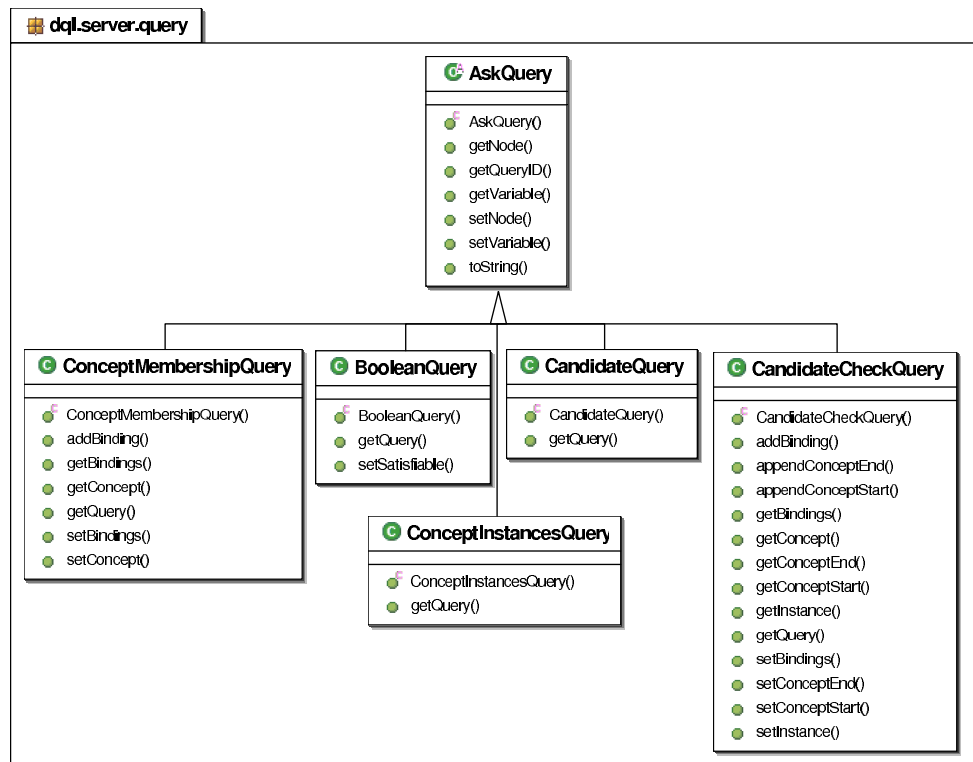 dql.server.query
AskQuery
AskQuery()
getNode()
getQueryID()
getVariable()
setNode()
setVariable()
toString()
ConceptMembershipQuery
ConceptMembershipQuery()
addBinding()
getBindings()
getConcept()
getQuery()
setBindings()
setConcept()
BooleanQuery
BooleanQuery()
getQuery()
setSatisfiable()
CandidateQuery
CandidateQuery()
getQuery()
ConceptInstancesQuery
ConceptInstancesQuery()
getQuery()
CandidateCheckQuery
CandidateCheckQuery()
addBinding()
appendConceptEnd()
appendConceptStart()
getBindings()
getConcept()
getConceptEnd()
getConceptStart()
getInstance()
getQuery()
setBindings()
setConceptEnd()
setConceptStart()
setInstance()